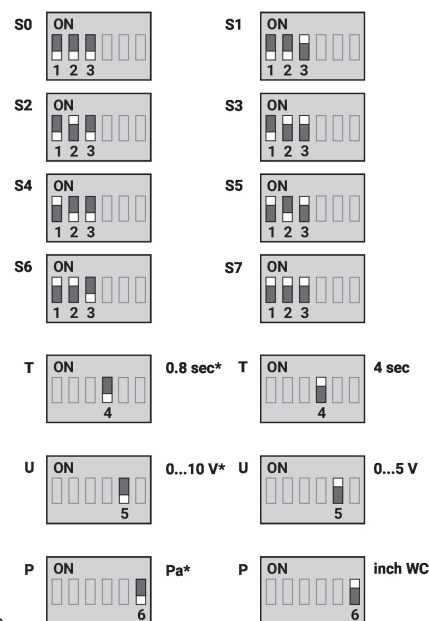 S0 ON S1 ON
1 2 3 1 2 3
S2 ON S3 ON
1 2 3 1 2 3
S4 ON S5 ON
1 2 3 1 2 3
S6 ON S7 ON
1 2 3 1 2 3
T ON 0.8 sec* T ON 4 sec
4 4
U ON 0...10 V* U ON 0...5 V
5 5
P ON Pa* P ON inch WC
6 6